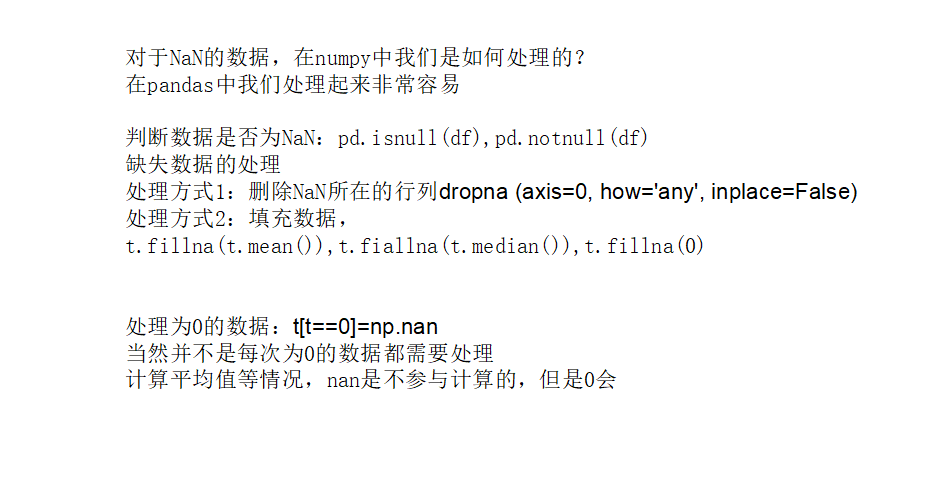 对于NaN的数据，在numpy中我们是如何处理的？
在pandas中我们处理起来非常容易
判断数据是否为NaN：pd.isnull(df),pd.notnull(df)
缺失数据的处理
处理方式1：删除NaN所在的行列dropna (axis=0, how='any', inplace=False)
处理方式2：填充数据，
t.fillna(t.mean()),t.fiallna(t.median()),t.fillna(0)
处理为0的数据：t[t==0]=np.nan
当然并不是每次为0的数据都需要处理
计算平均值等情况，nan是不参与计算的，但是0会